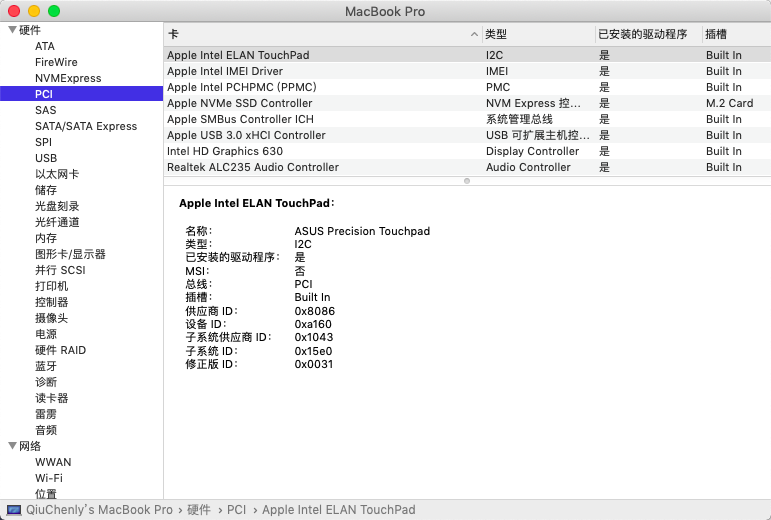 MacBook Pro
硬件
ATA
FireWire
NVMExpress
PCI
SAS
SATA/SATA Express
SPI
USB
以太网卡
储存
光盘刻录
光纤通道
内存
图形卡/显示器
并行 SCSI
打印机
控制器
摄像头
电源
硬件 RAID
蓝牙
诊断
读卡器
雷雳
音频
网络
WWAN
Wi-Fi
位置
卡 类型 已安装的驱动程序 插槽
Apple Intel ELAN TouchPad I2C 是 Built In
Apple Intel IMEI Driver IMEI 是 Built In
Apple Intel PCHPMC (PPMC) PMC 是 Built In
Apple NVMe SSD Controller NVM Express 控... 是 M.2 Card
Apple SMBus Controller ICH 系统管理总线 是 Built In
Apple USB 3.0 xHCI Controller USB 可扩展主机控... 是 Built In
Intel HD Graphics 630 Display Controller 是 Built In
Realtek ALC235 Audio Controller Audio Controller 是 Built In
Apple Intel ELAN TouchPad：
名称： ASUS Precision Touchpad
类型： I2C
已安装的驱动程序： 是
MSI： 否
总线： PCI
插槽： Built In
供应商 ID： 0x8086
设备 ID： 0xa160
子系统供应商 ID： 0x1043
子系统 ID： 0x15e0
修正版 ID： 0x0031
QiuChenly's MacBook Pro › 硬件 › PCI › Apple Intel ELAN TouchPad